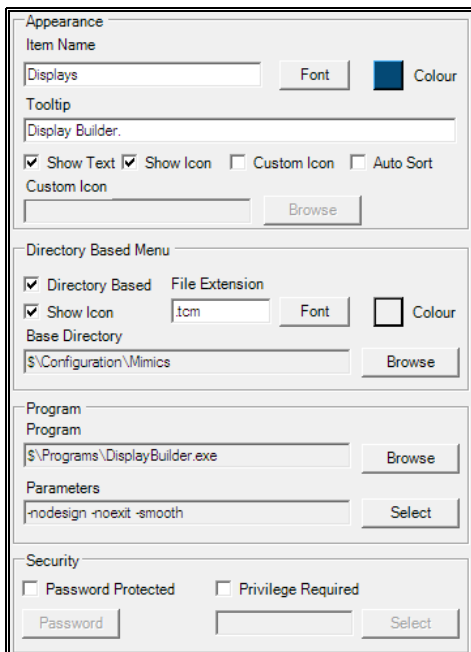 Appearance
Item Name
Displays
Font
Colour
Tooltip
Display Builder.
Show Text Show Icon Custom Icon Auto Sort
Custom Icon
Browse
Directory Based Menu
Directory Based File Extension
Show Icon .tcm Font Colour
Base Directory
$\Configuration\Mimics Browse
Program
Program
$\Programs\DisplayBuilder.exe Browse
Parameters
-nodesign -noexit -smooth Select
Security
Password Protected Privilege Required
Password Select